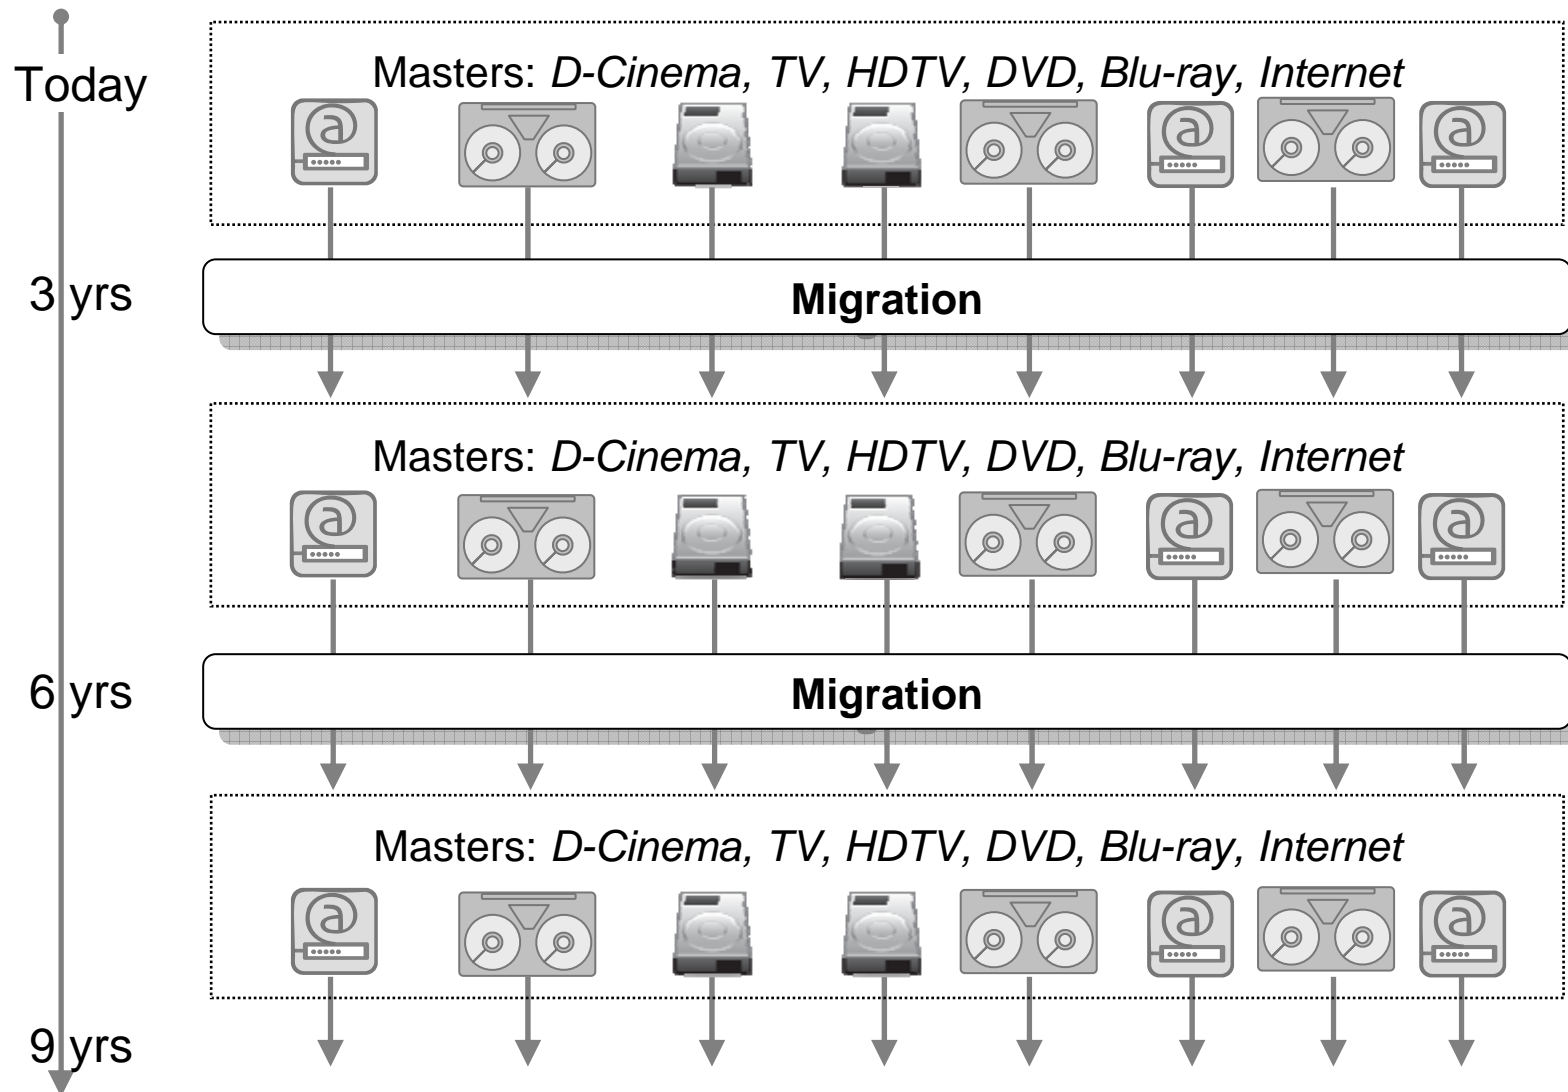 Today
Masters: D-Cinema, TV, HDTV, DVD, Blu-ray, Internet
3 yrs
Migration
Masters: D-Cinema, TV, HDTV, DVD, Blu-ray, Internet
6 yrs
Migration
Masters: D-Cinema, TV, HDTV, DVD, Blu-ray, Internet
9 yrs